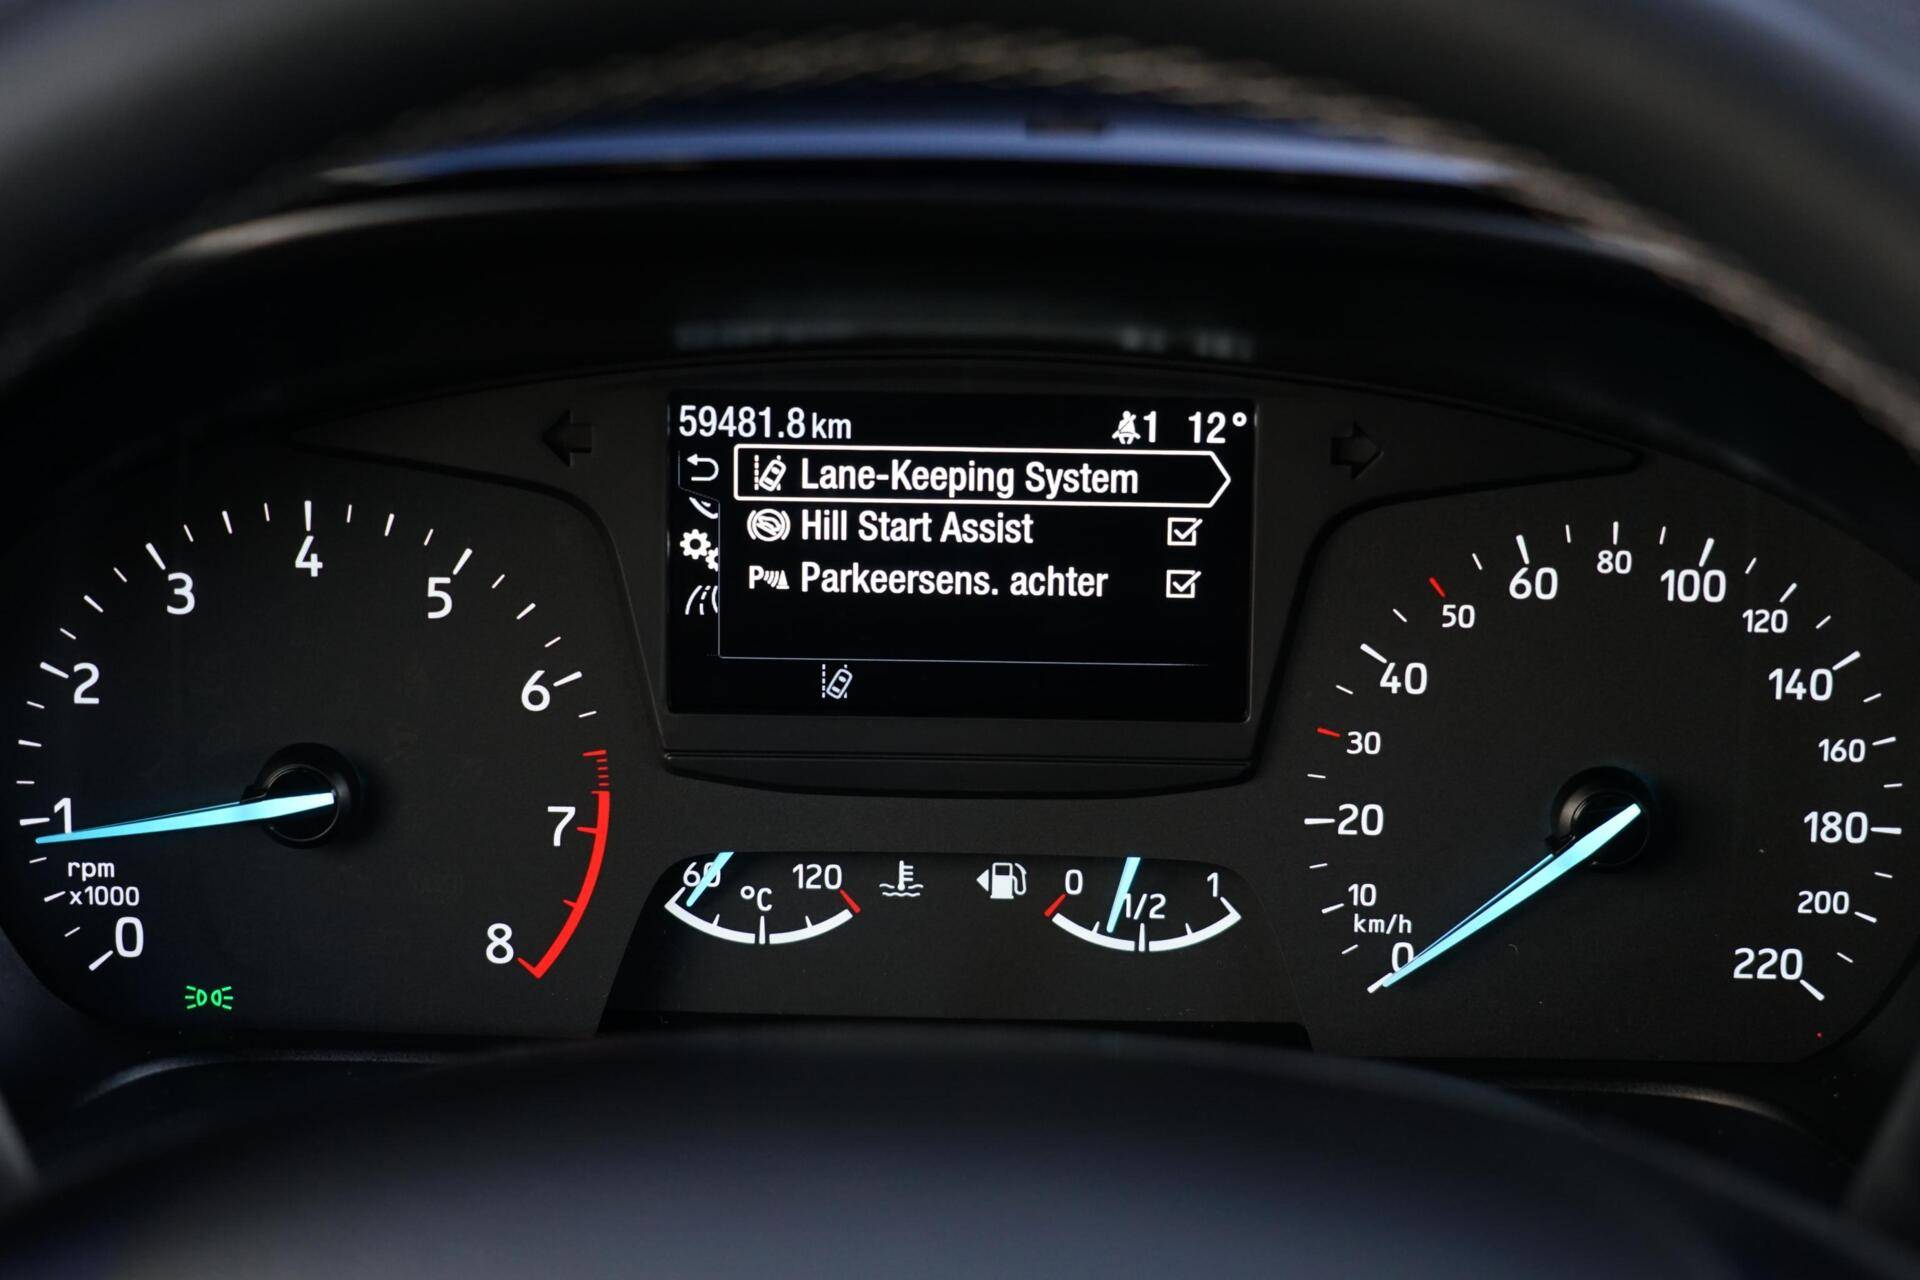 59481.8 km 1 12°
Lane-Keeping System
Hill Start Assist
P Parkeersens. achter
0 1 2 3 4 5 6 7 8
rpm
x1000
60 °C 120
0 1/2 1
0 10 20 30 40 50 60 80 100 120 140 160 180 200 220
km/h